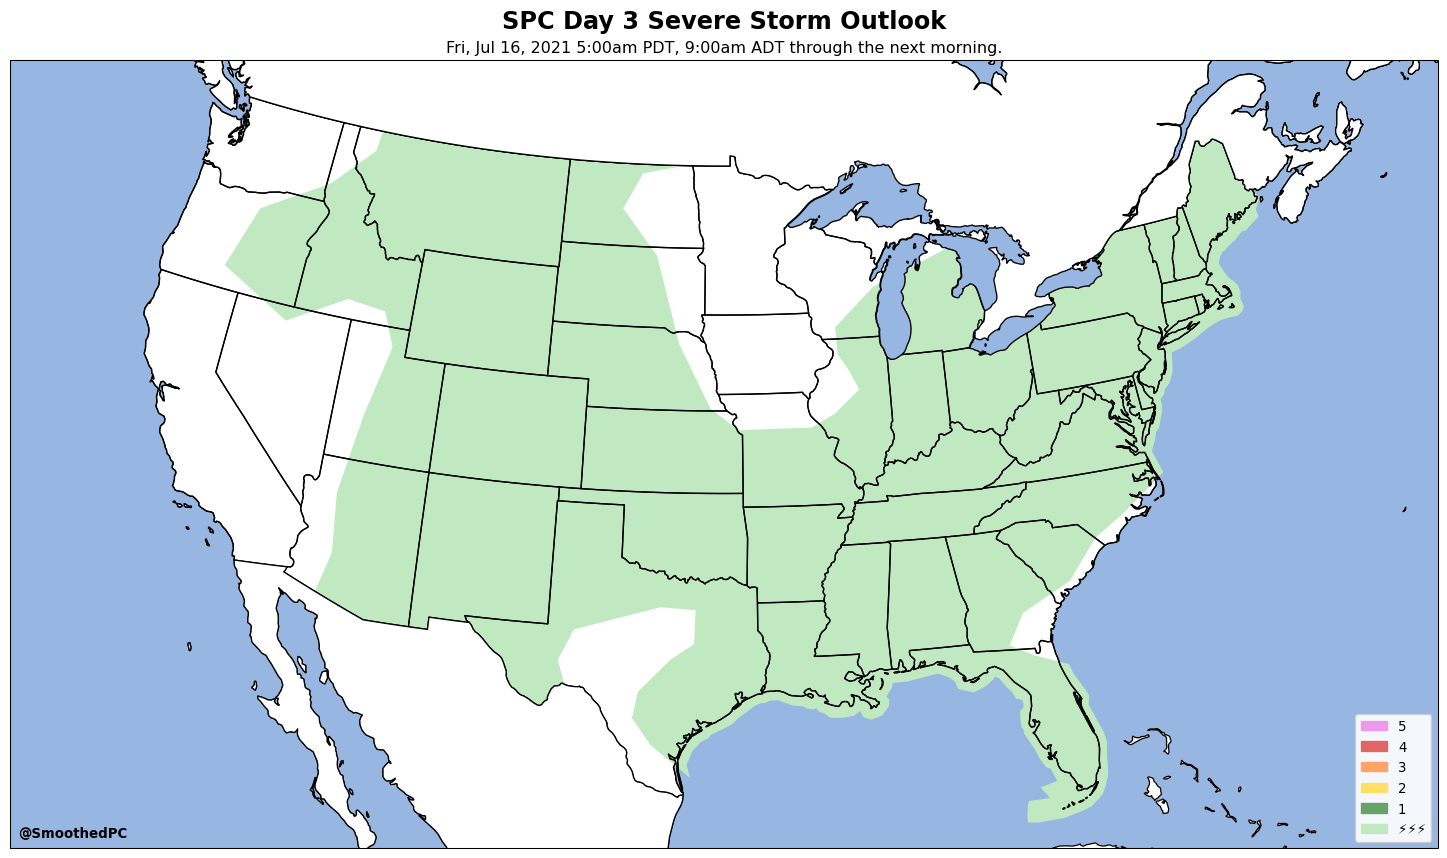 SPC Day 3 Severe Storm Outlook
Fri, Jul 16, 2021 5:00am PDT, 9:00am ADT through the next morning.
5
4
3
2
1
⚡⚡⚡
@SmoothedPC